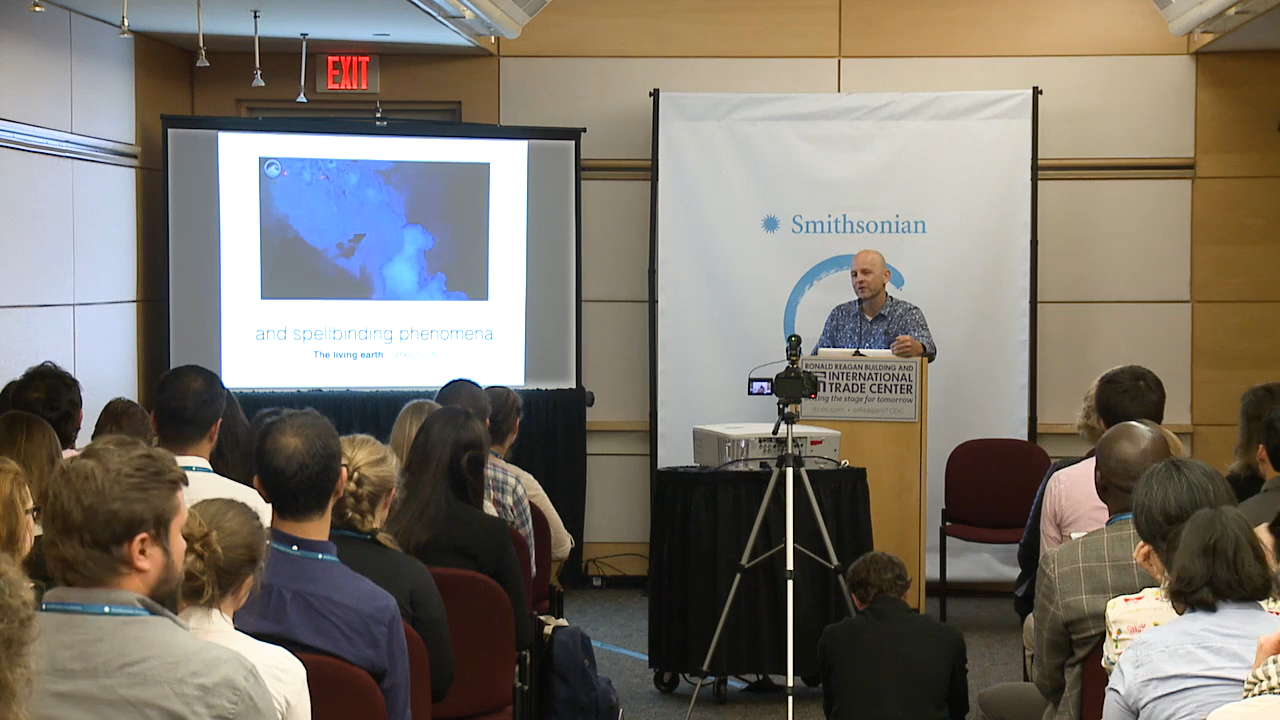 EXIT
and spellbinding phenomena
The living earth
Smithsonian
RONALD REAGAN BUILDING AND
INTERNATIONAL
TRADE CENTER
the stage for tomorrow